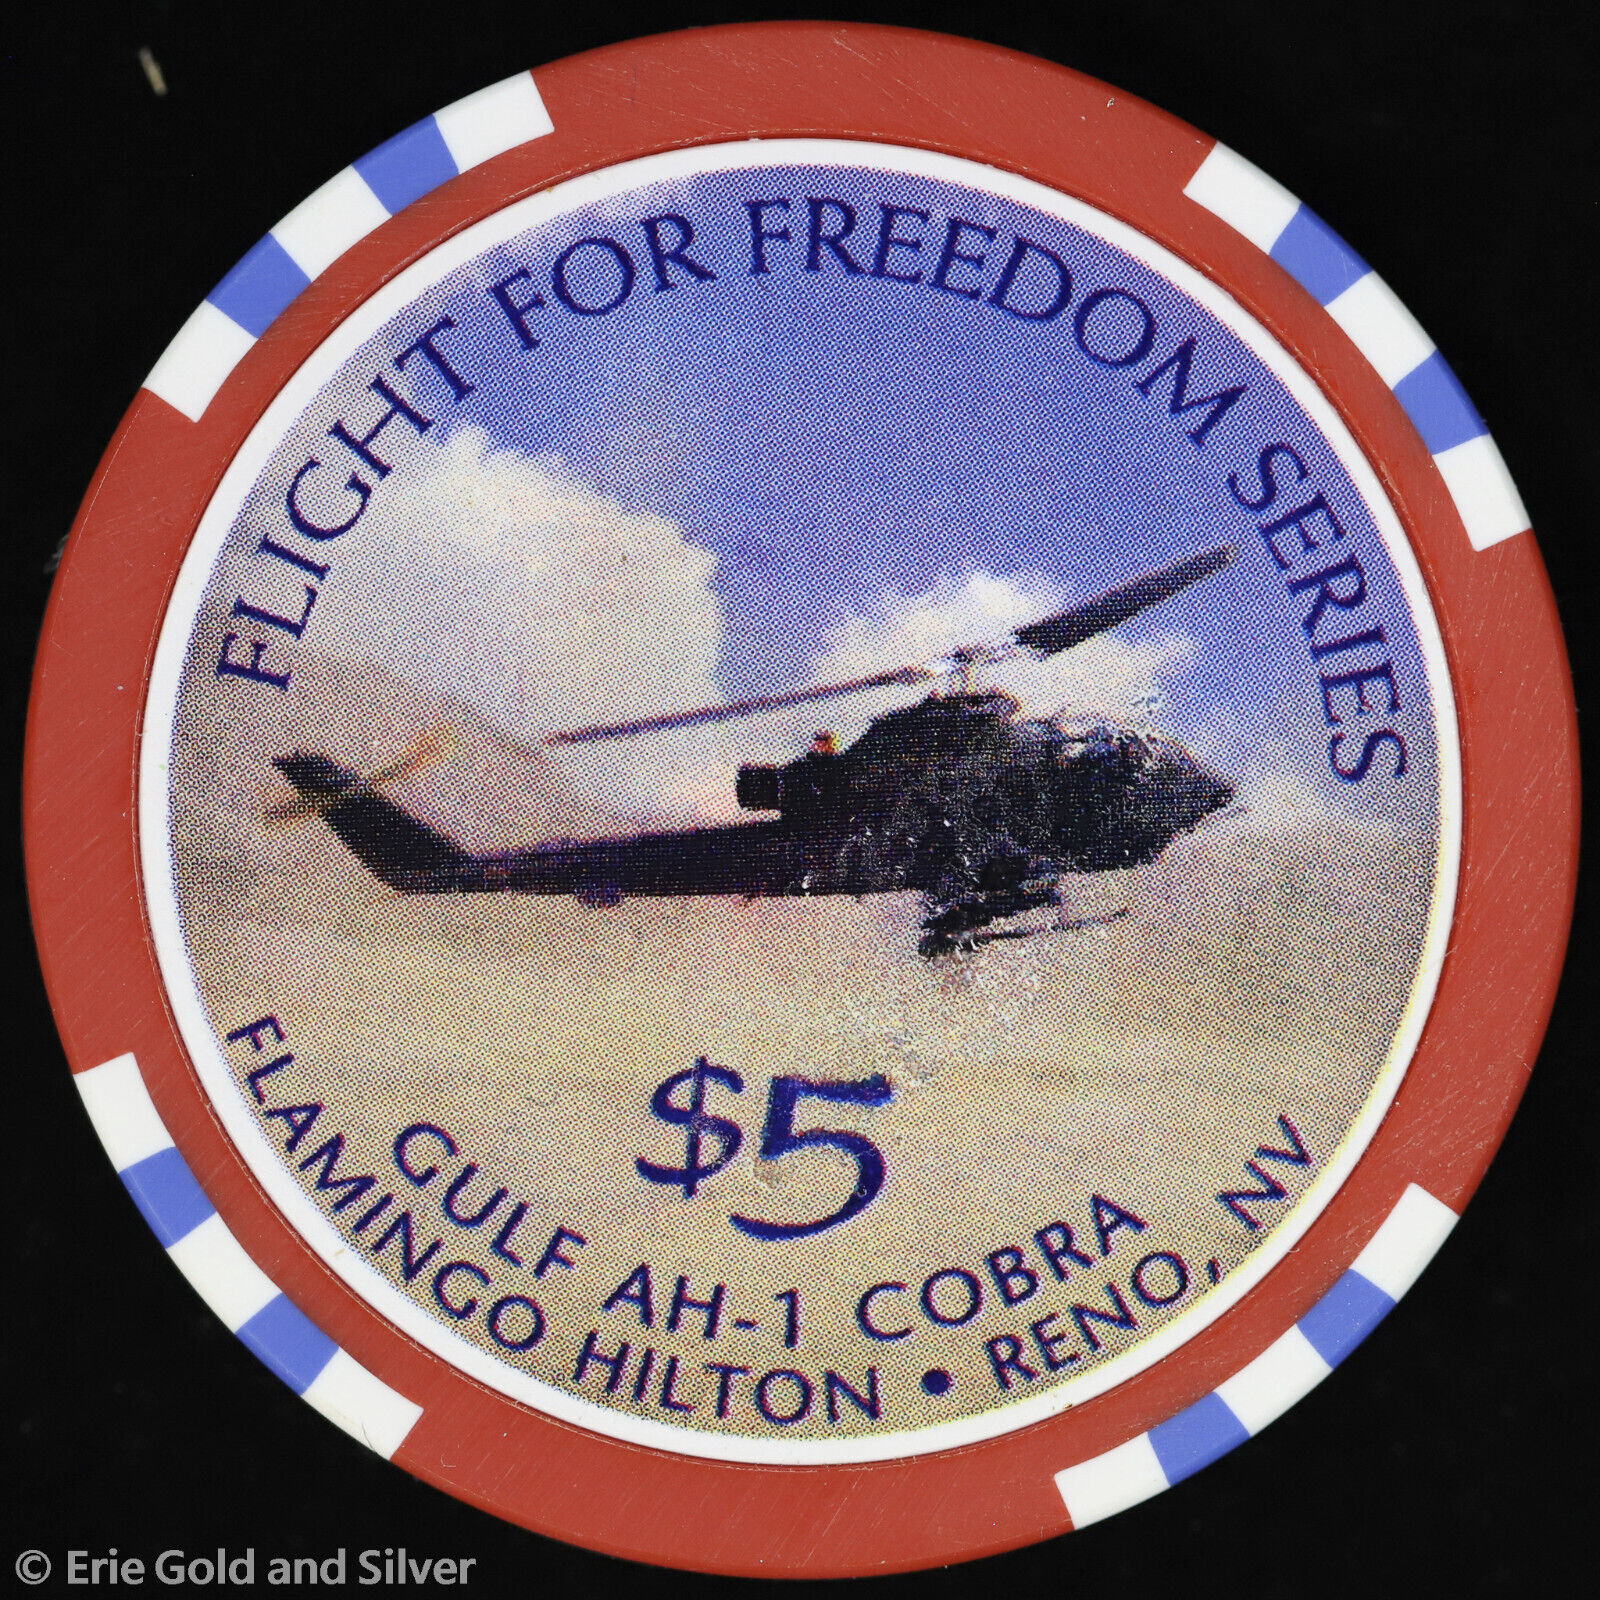 FLIGHT FOR FREEDOM SERIES
$5
GULF AH-1 COBRA
FLAMINGO HILTON • RENO, NV
© Erie Gold and Silver